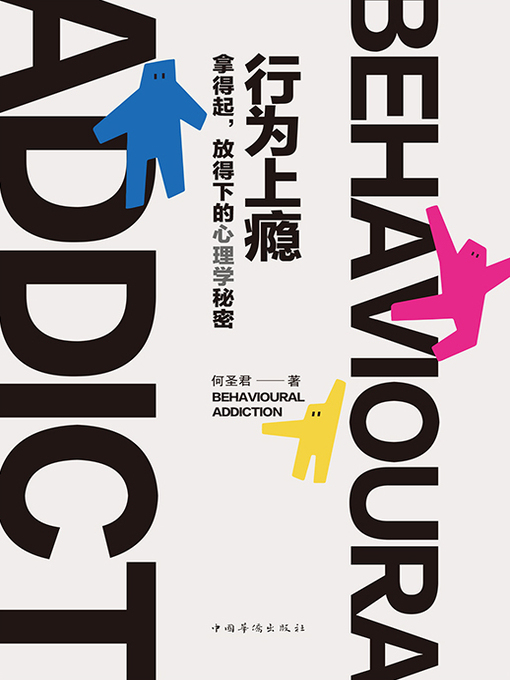 BEHAVIOURA
ADDICT
行为上瘾
拿得起，放得下的心理学秘密
何圣君 —— 著
BEHAVIOURAL
ADDICTION
中国华侨出版社